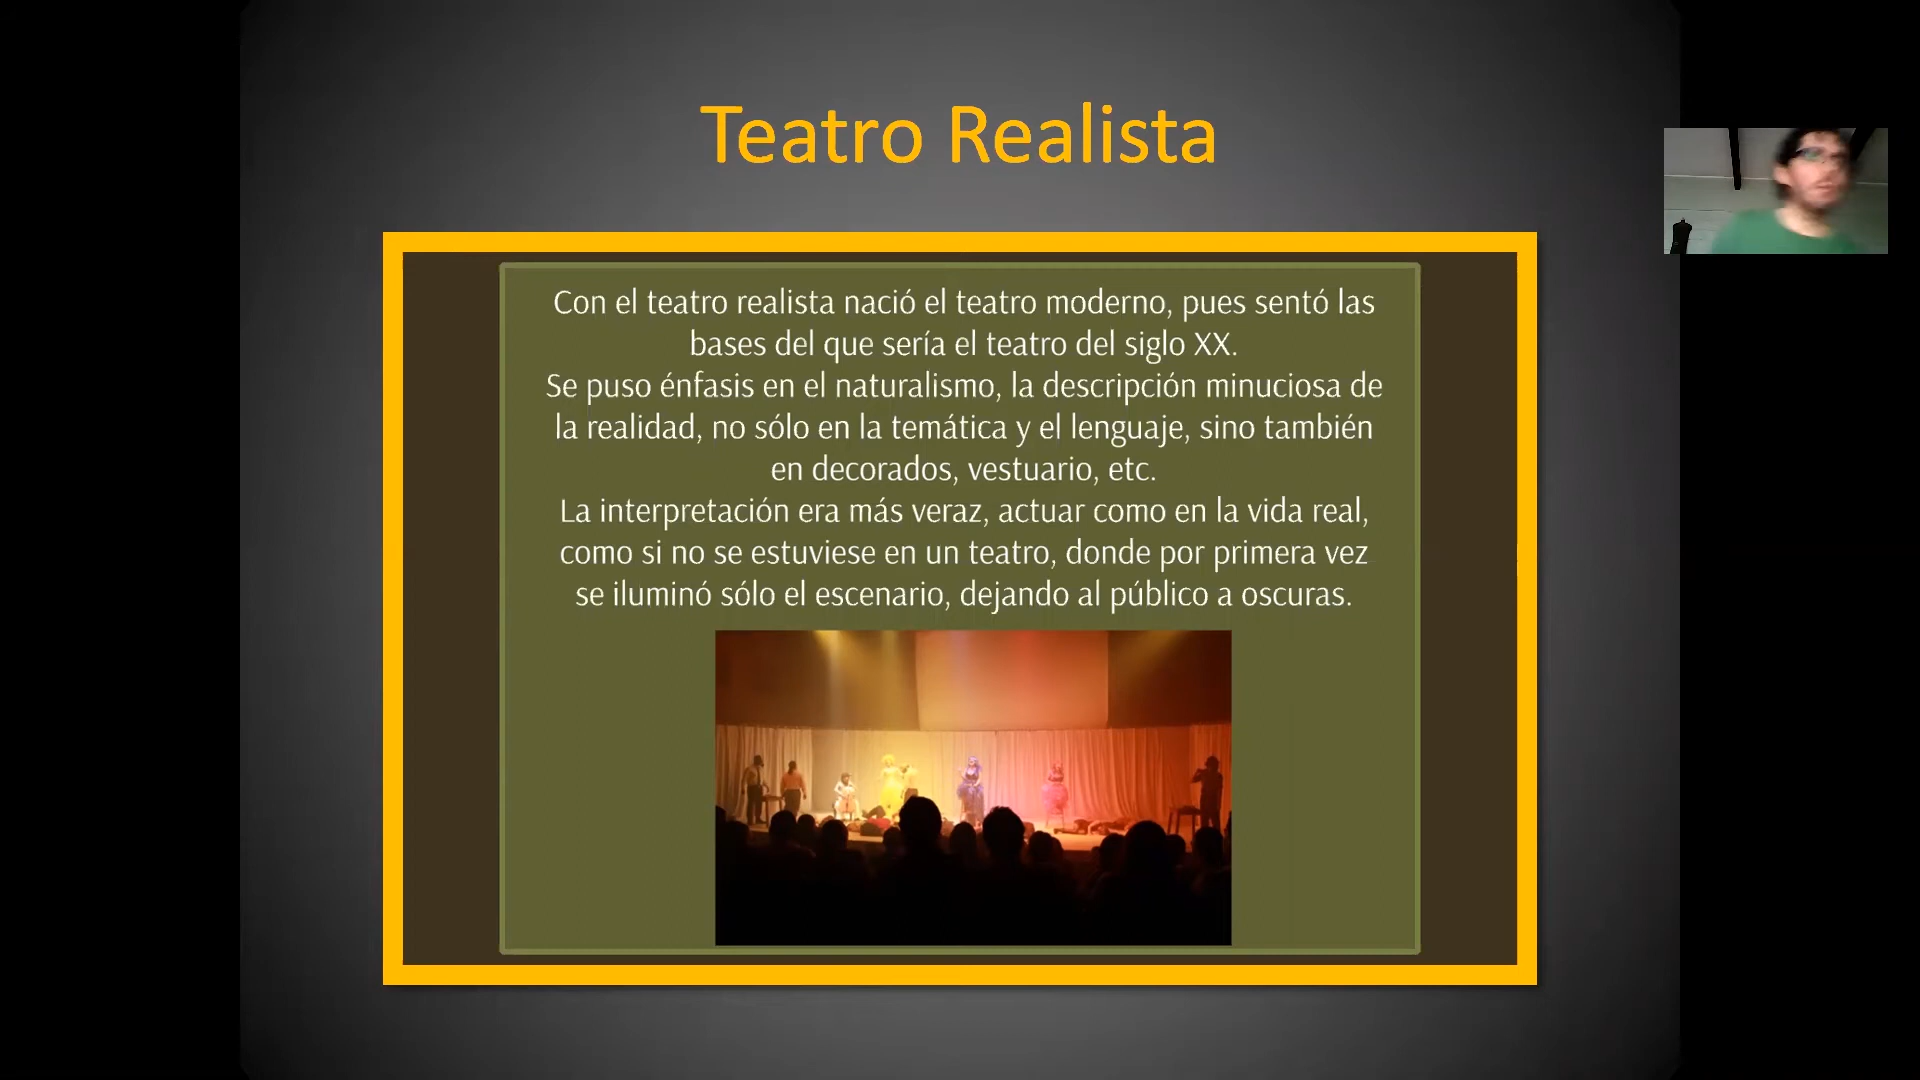 Teatro Realista
Con el teatro realista nació el teatro moderno, pues sentó las
bases del que sería el teatro del siglo XX.
Se puso énfasis en el naturalismo, la descripción minuciosa de
la realidad, no sólo en la temática y el lenguaje, sino también
en decorados, vestuario, etc.
La interpretación era más veraz, actuar como en la vida real,
como si no se estuviese en un teatro, donde por primera vez
se iluminó sólo el escenario, dejando al público a oscuras.